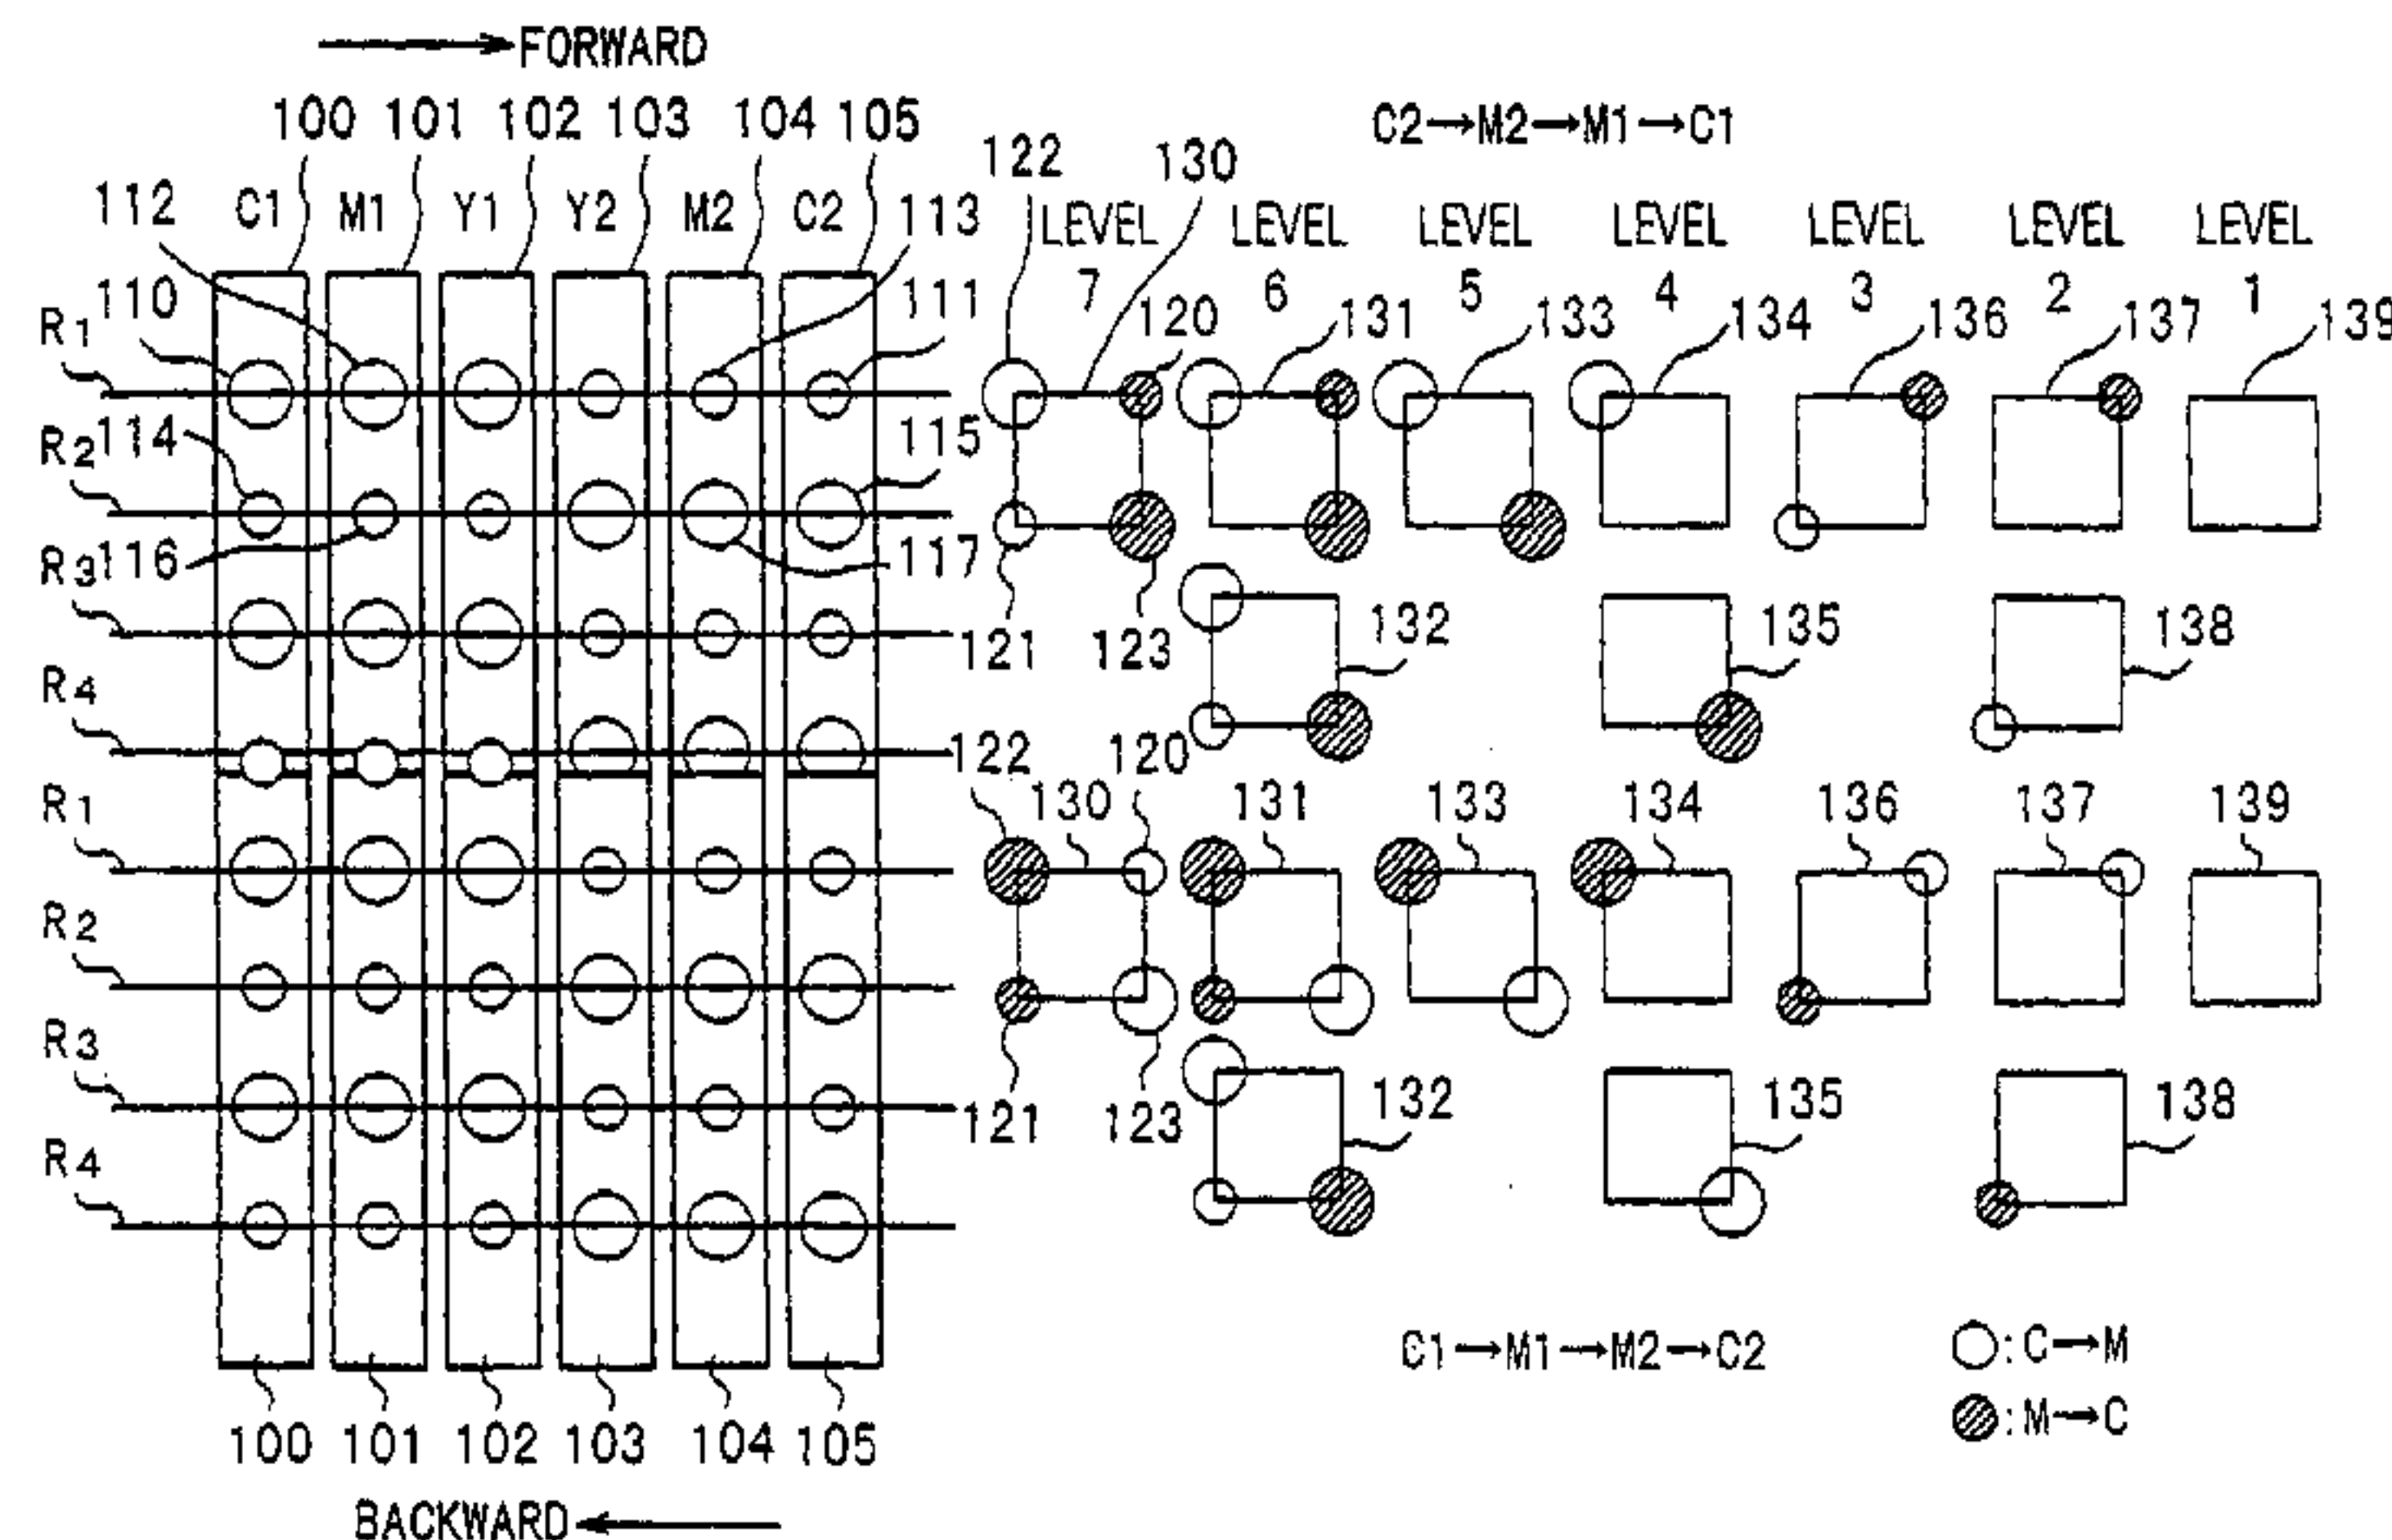 FORWARD
100 101 102 103 104 105
C2→M2→M1→C1
122 130
112 C1 M1 Y1 Y2 M2 C2 113
LEVEL LEVEL LEVEL LEVEL LEVEL LEVEL LEVEL
7 6 5 4 3 2 1
R1 110 111
120 131 133 134 136 137 139
R2 114 115
R3 116 117
121 123 132 135 138
R4
122 120
R1
130 131 133 134 136 137 139
R2
R3
121 123 132 135 138
R4
C1→M1→M2→C2
:C→M
:M→C
100 101 102 103 104 105
BACKWARD